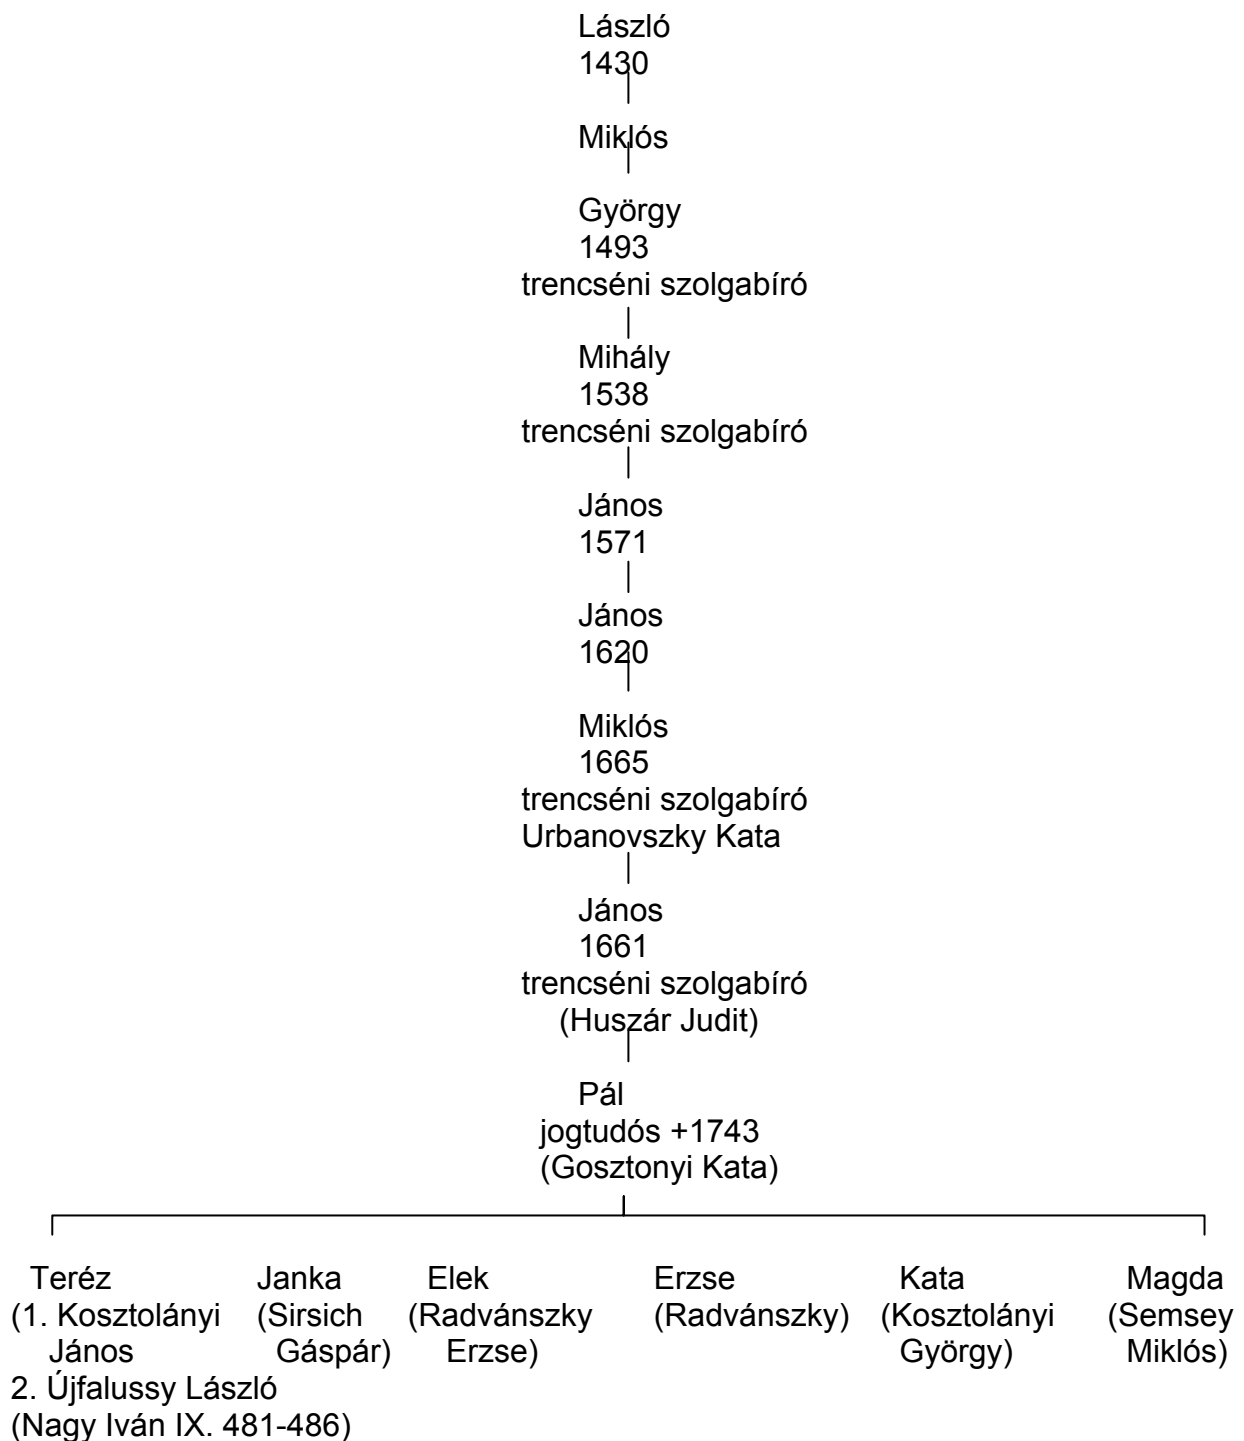 László
1430
Miklós
György
1493
trencséni szolgabíró
Mihály
1538
trencséni szolgabíró
János
1571
János
1620
Miklós
1665
trencséni szolgabíró
Urbanovszky Kata
János
1661
trencséni szolgabíró
(Huszár Judit)
Pál
jogtudós +1743
(Gosztonyi Kata)
Teréz Janka Elek Erzse Kata Magda
(1. Kosztolányi (Sirsich (Radvánszky (Radvánszky) (Kosztolányi (Semsey
János Gáspár) Erzse) György) Miklós)
2. Újfalussy László
(Nagy Iván IX. 481-486)